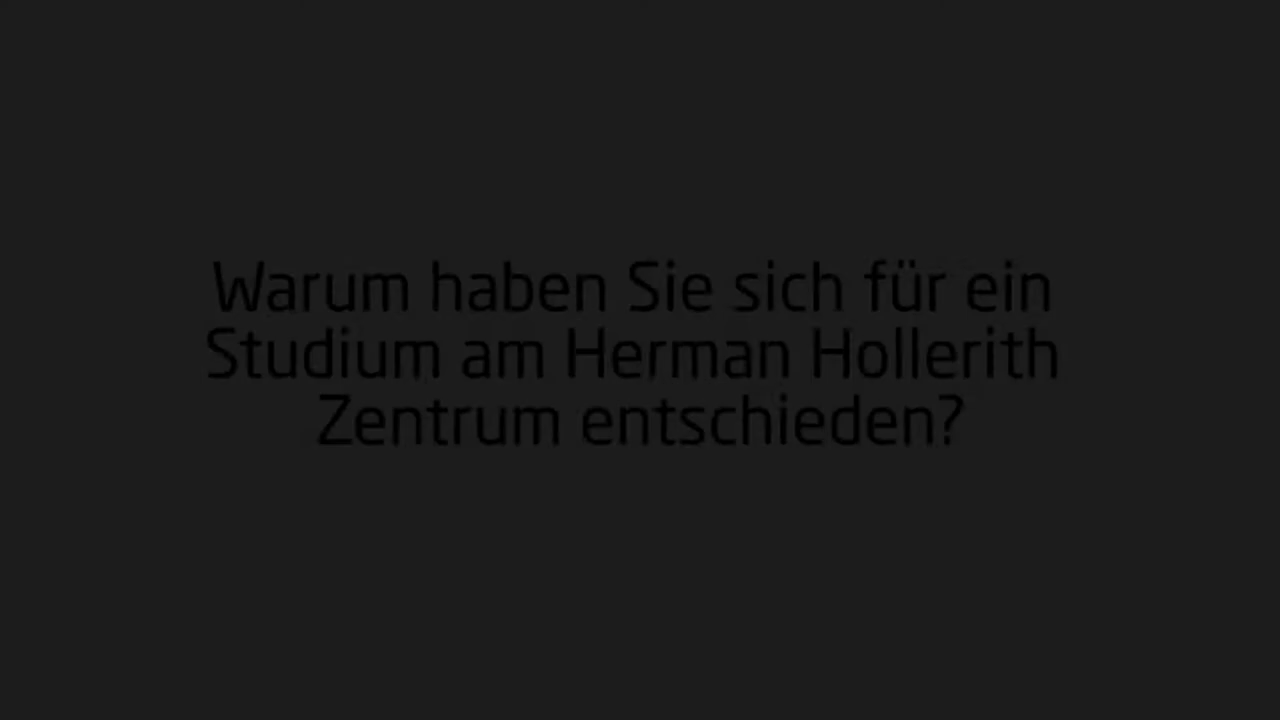 Warum haben Sie sich für ein
Studium am Herman Hollerith
Zentrum entschieden?